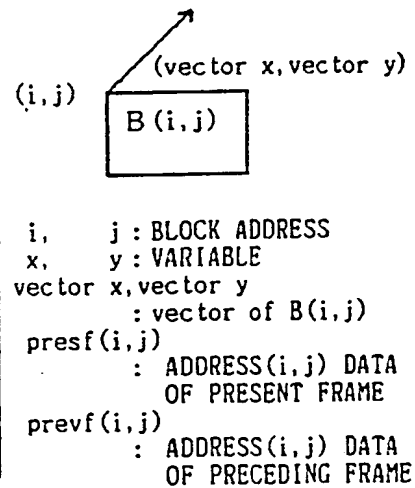 (vector x,vector y)
(i,j)
B(i,j)
i, j : BLOCK ADDRESS
x, y : VARIABLE
vector x,vector y
: vector of B(i,j)
presf(i,j)
: ADDRESS(i,j) DATA
OF PRESENT FRAME
prevf(i,j)
: ADDRESS(i,j) DATA
OF PRECEDING FRAME